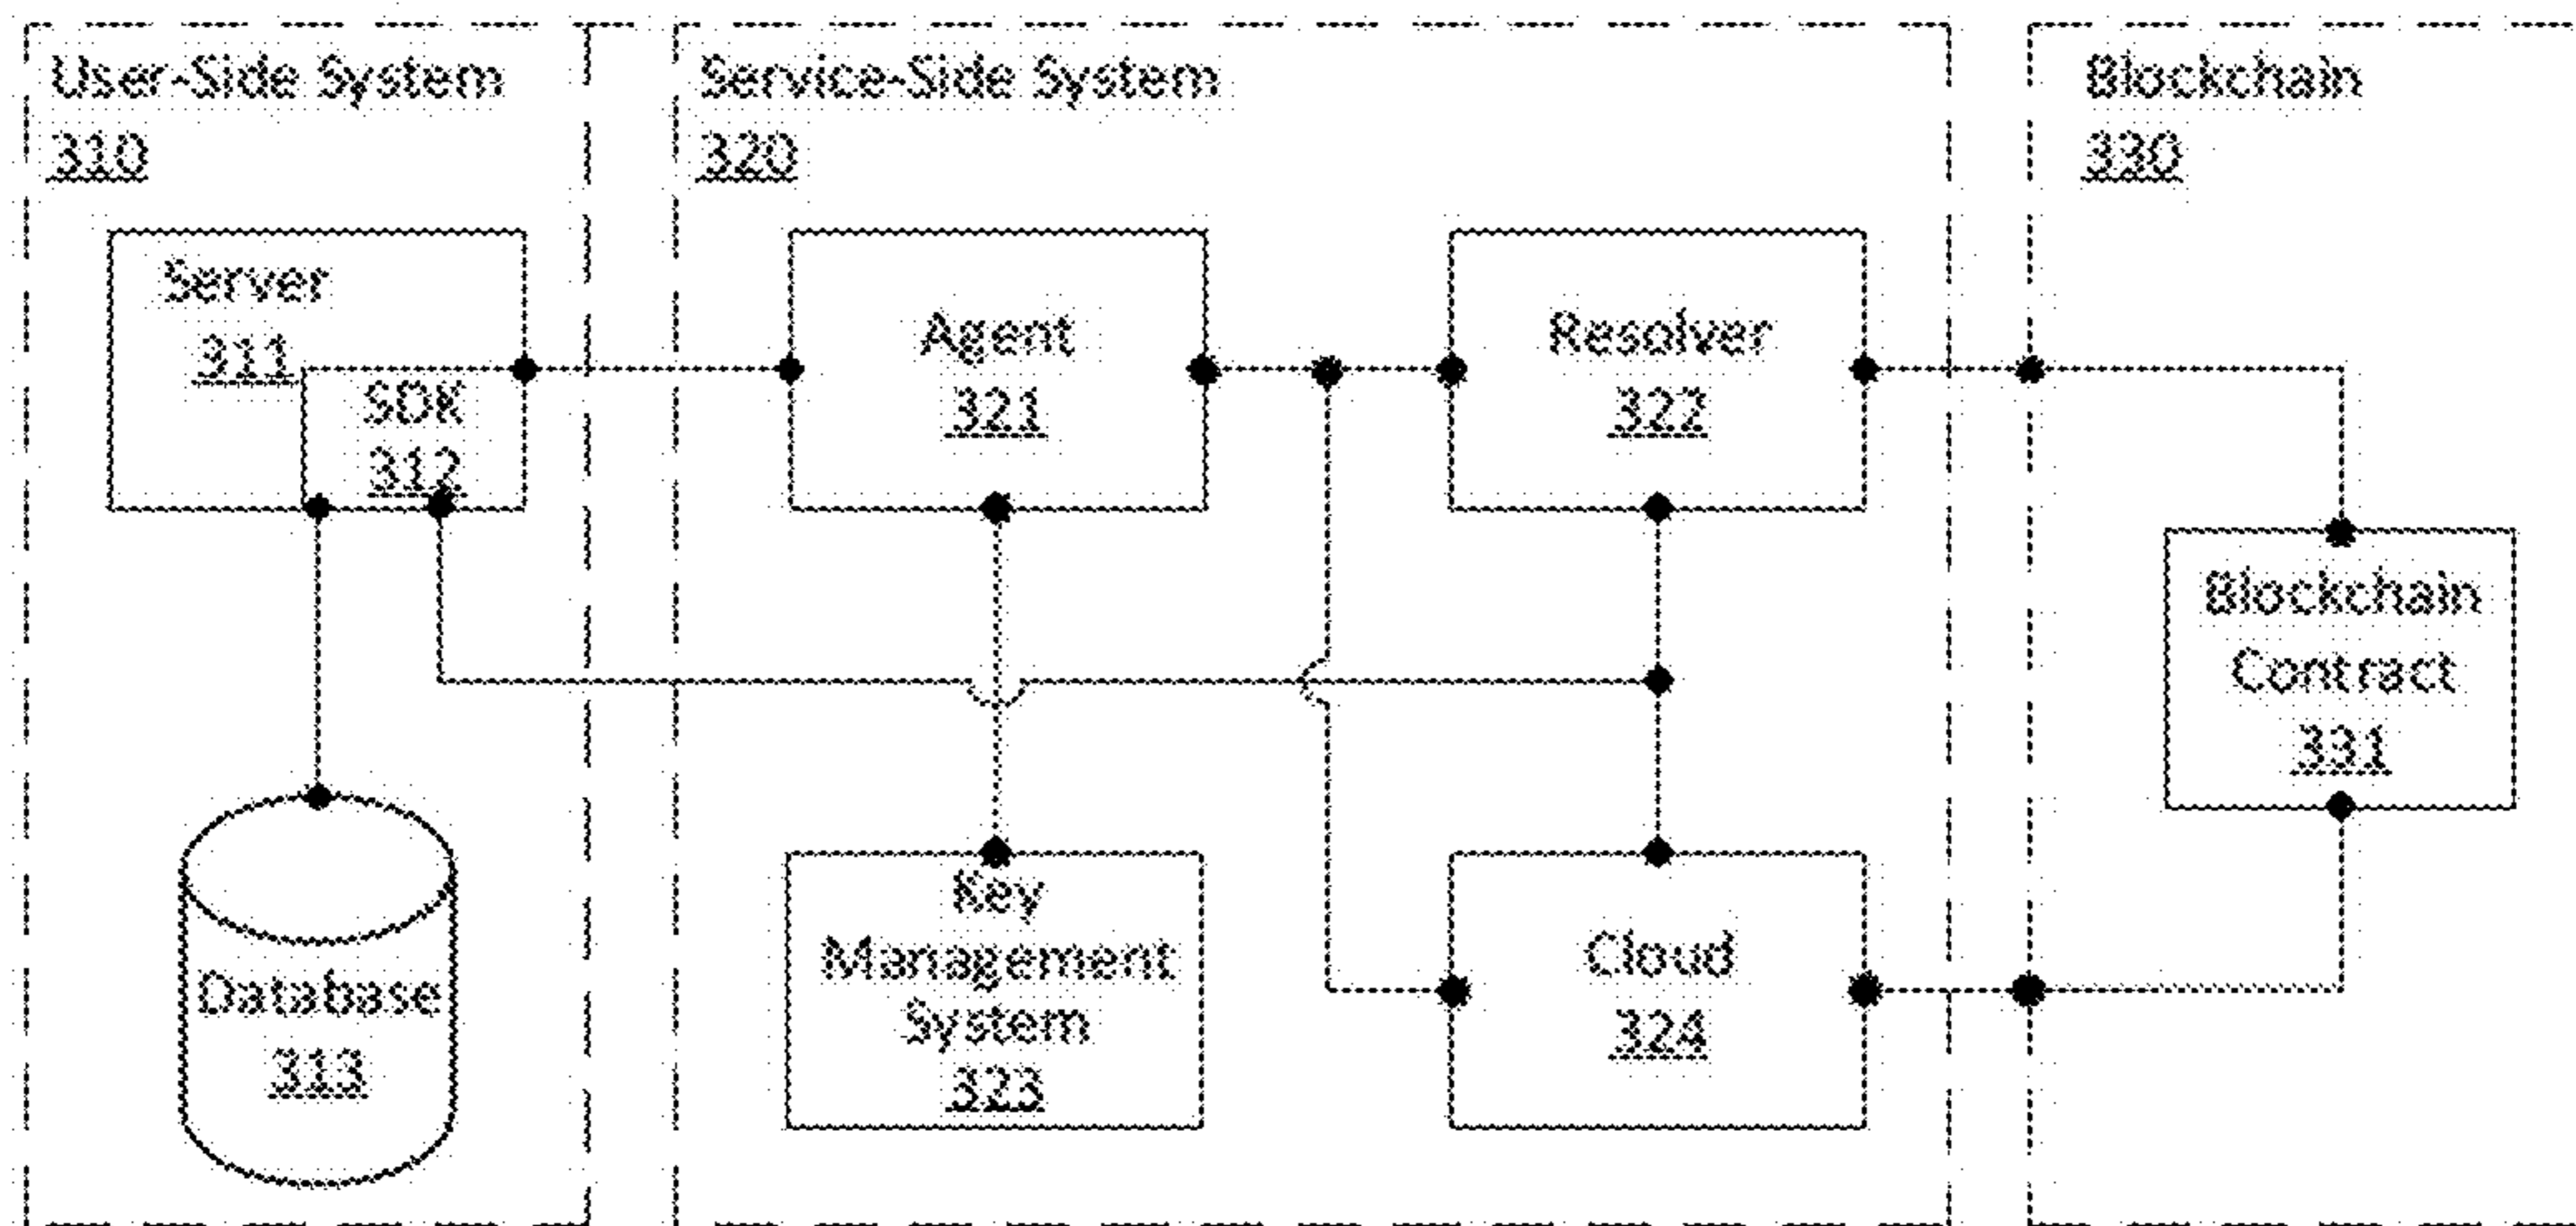 User-Side System
310
Server
311
SDK
312
Database
313
Service-Side System
320
Agent
321
Resolver
322
Key
Management
System
323
Cloud
324
Blockchain
330
Blockchain
Contract
331